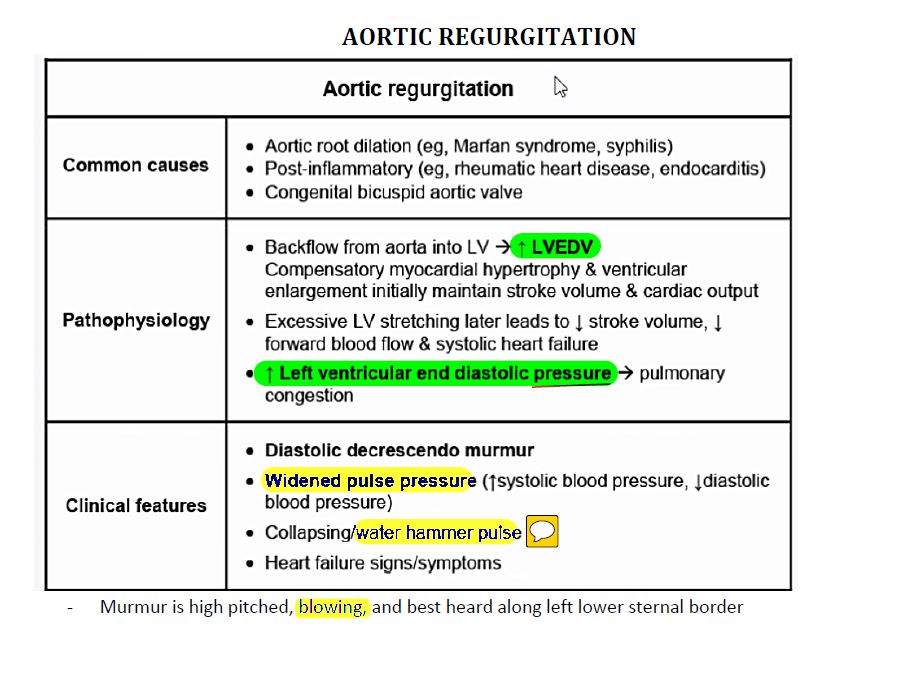 AORTIC REGURGITATION
Aortic regurgitation
Common causes
• Aortic root dilation (eg, Marfan syndrome, syphilis)
• Post-inflammatory (eg, rheumatic heart disease, endocarditis)
• Congenital bicuspid aortic valve
Pathophysiology
• Backflow from aorta into LV → ↑ LVEDV
Compensatory myocardial hypertrophy & ventricular
enlargement initially maintain stroke volume & cardiac output
• Excessive LV stretching later leads to ↓ stroke volume, ↓
forward blood flow & systolic heart failure
• ↑ Left ventricular end diastolic pressure → pulmonary
congestion
Clinical features
• Diastolic decrescendo murmur
• Widened pulse pressure (↑systolic blood pressure, ↓diastolic
blood pressure)
• Collapsing/water hammer pulse
• Heart failure signs/symptoms
- Murmur is high pitched, blowing, and best heard along left lower sternal border